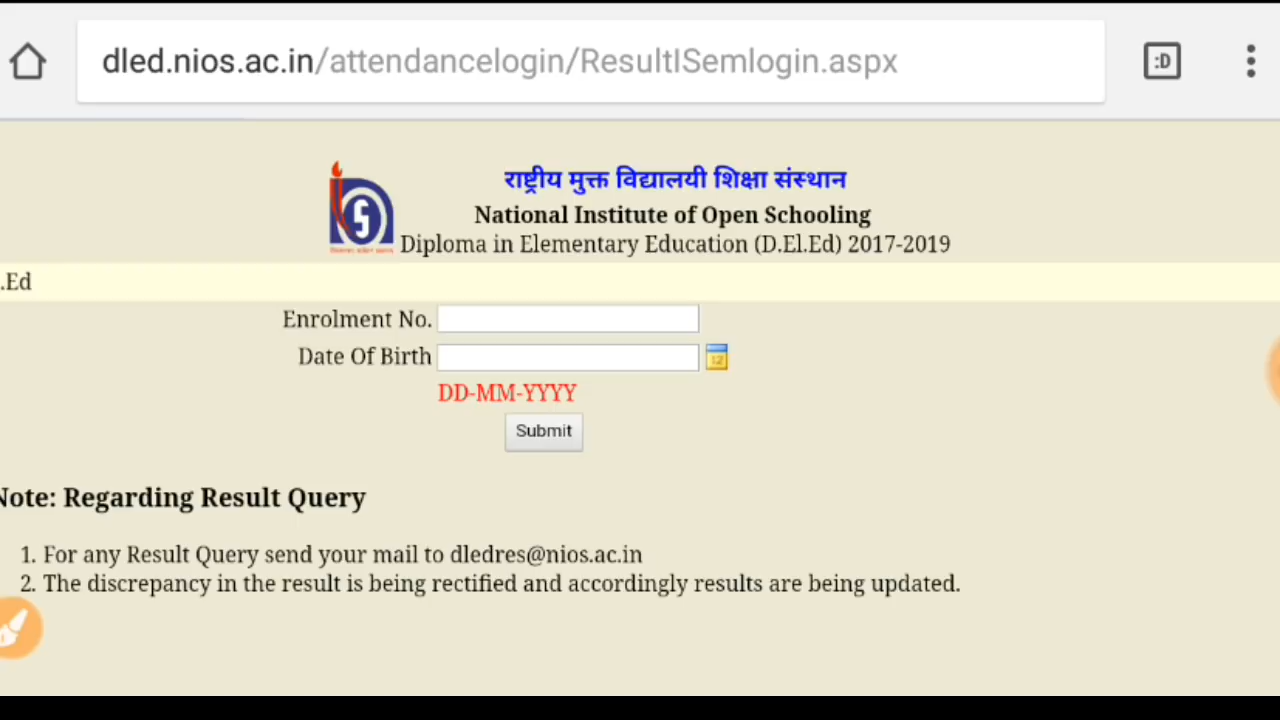 dled.nios.ac.in/attendancelogin/ResultISemlogin.aspx
:D
राष्ट्रीय मुक्त विद्यालयी शिक्षा संस्थान
National Institute of Open Schooling
Diploma in Elementary Education (D.El.Ed) 2017-2019
.Ed
Enrolment No.
Date Of Birth
12
DD-MM-YYYY
Submit
Note: Regarding Result Query
1. For any Result Query send your mail to dledres@nios.ac.in
2. The discrepancy in the result is being rectified and accordingly results are being updated.